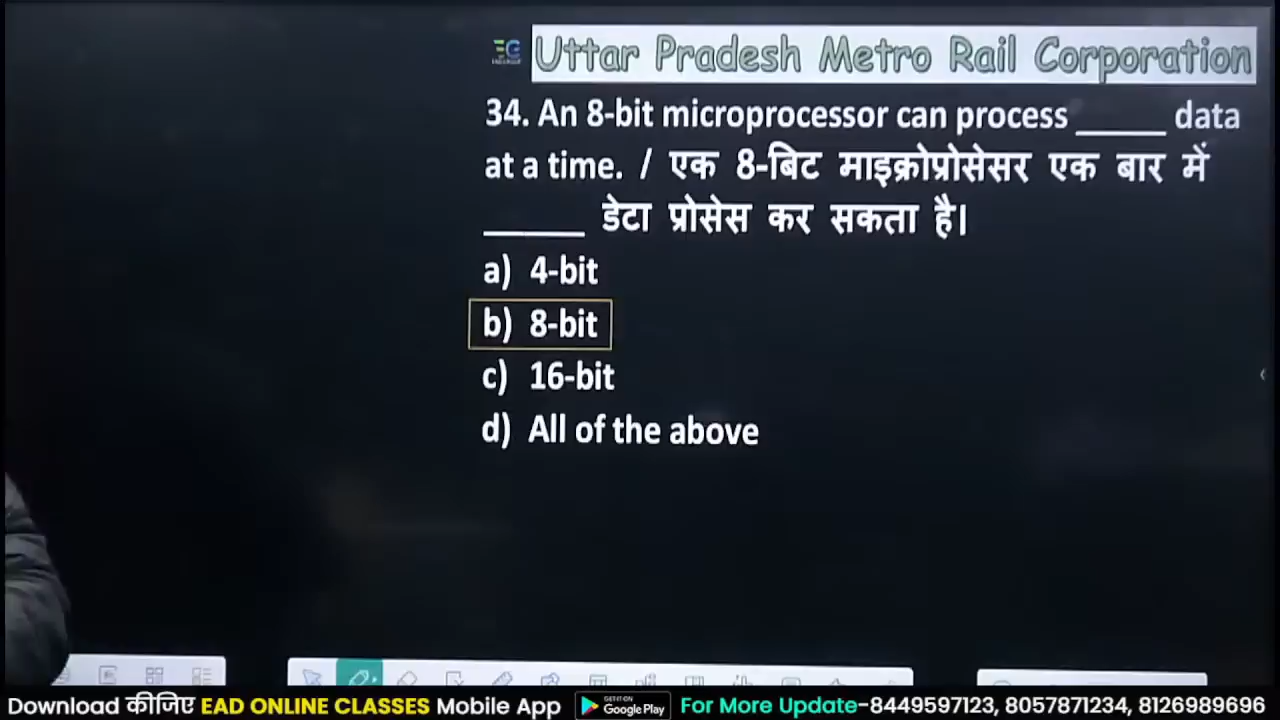 Uttar Pradesh Metro Rail Corporation
34. An 8-bit microprocessor can process _____ data
at a time. / एक 8-बिट माइक्रोप्रोसेसर एक बार में
_____ डेटा प्रोसेस कर सकता है।
a) 4-bit
b) 8-bit
c) 16-bit
d) All of the above
Download कीजिए EAD ONLINE CLASSES Mobile App GET IT ON Google Play For More Update-8449597123, 8057871234, 8126989696